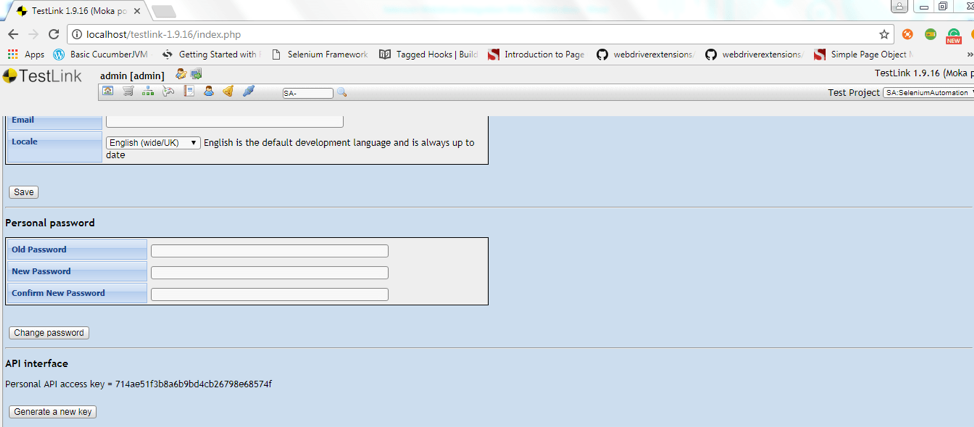 TestLink 1.9.16 (Moka po
localhost/testlink-1.9.16/index.php
Apps Basic CucumberJVM Getting Started with Selenium Framework Tagged Hooks | Build Introduction to Page webdriverextensions/ webdriverextensions/ Simple Page Object M
NEW
TestLink admin [admin] TestLink 1.9.16 (Moka p
SA- Test Project SA:SeleniumAutomation
Email
Locale English (wide/UK) English is the default development language and is always up to
date
Save
Personal password
Old Password
New Password
Confirm New Password
Change password
API interface
Personal API access key = 714ae51f3b8a6b9bd4cb26798e68574f
Generate a new key